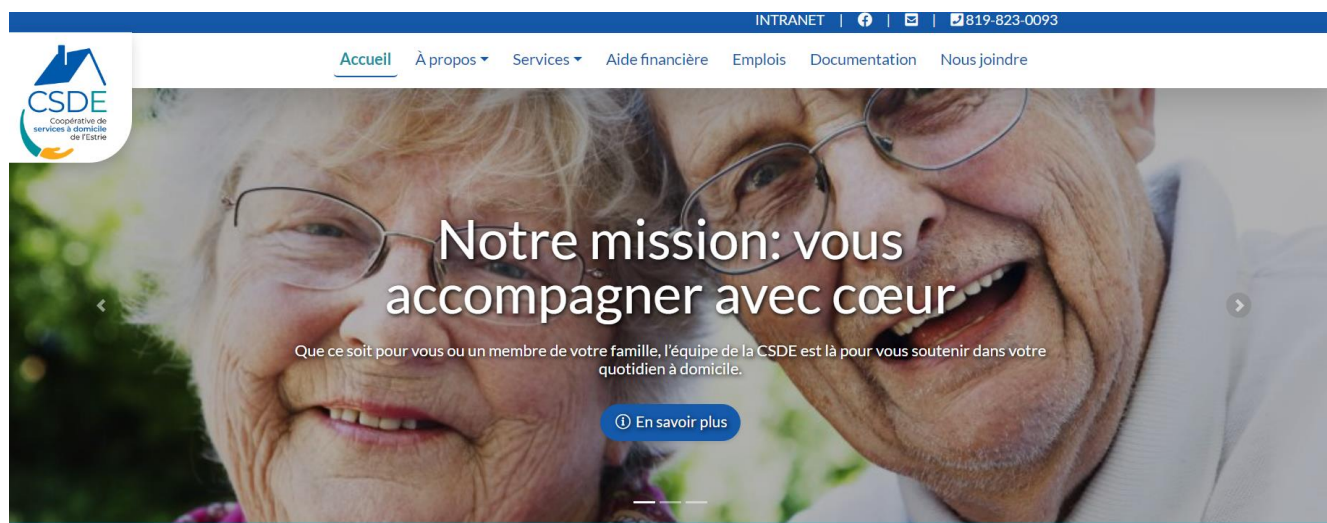 INTRANET | | | 819-823-0093
Accueil À propos Services Aide financière Emplois Documentation Nous joindre
CSDE
Coopérative de
services à domicile
de l'Estrie
Notre mission: vous
accompagner avec cœur
Que ce soit pour vous ou un membre de votre famille, l'équipe de la CSDE est là pour vous soutenir dans votre
quotidien à domicile.
En savoir plus